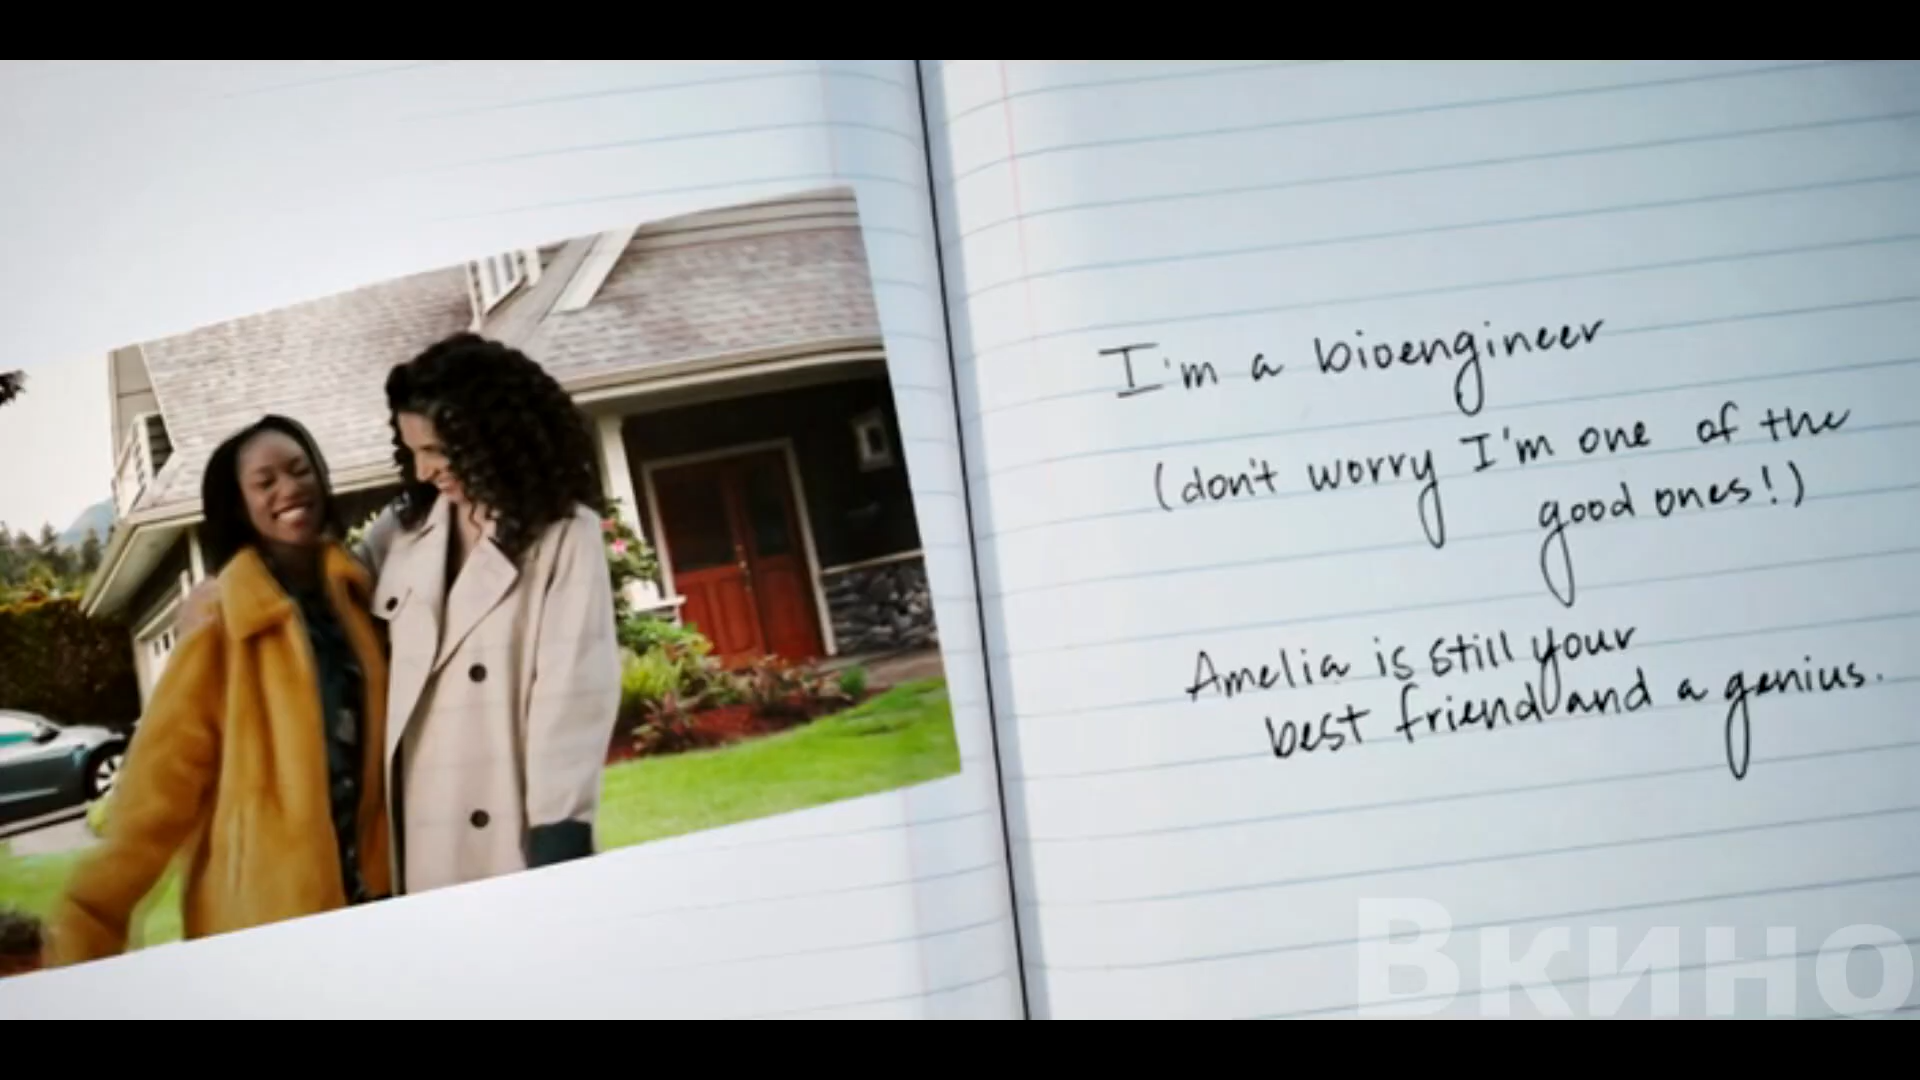 I'm a bioengineer
(don't worry I'm one of the
good ones!)
Amelia is still your
best friend and a genius.
Вкино